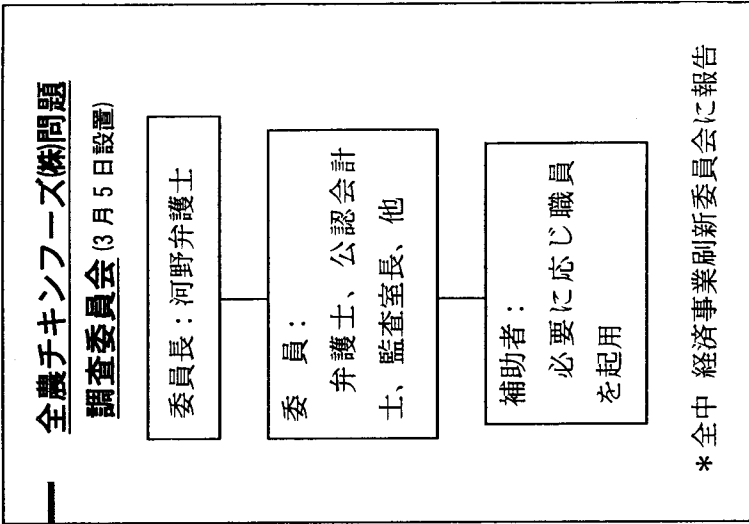 全農チキンフーズ(株)問題
調査委員会(3月5日設置)
委員長：河野弁護士
委　員：
弁護士、公認会計
士、監査室長、他
補助者：
必要に応じ職員
を起用
＊全中 経済事業刷新委員会に報告